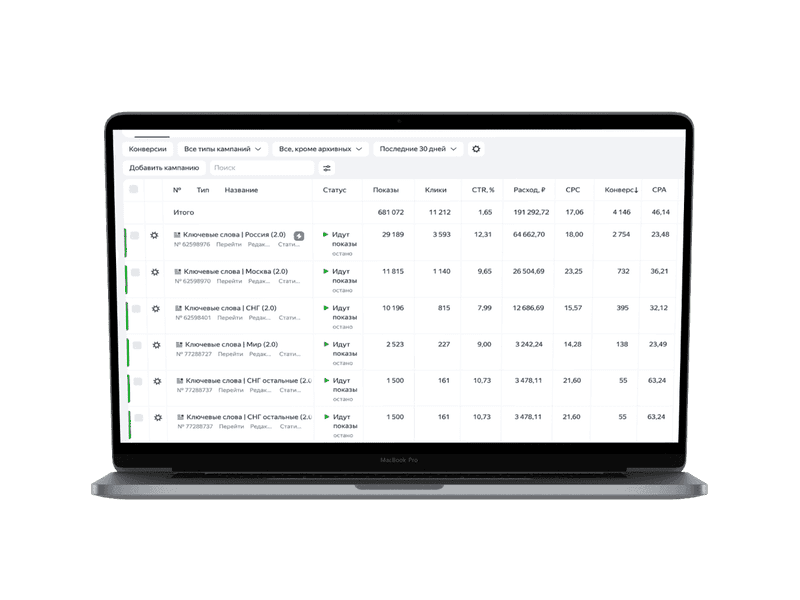 Конверсии Все типы кампаний Все, кроме архивных Последние 30 дней
Добавить кампанию Поиск
№ Тип Название Статус Показы Клики CTR, % Расход, ₽ CPC Конверс↓ CPA
Итого 681 072 11 212 1,65 191 292,72 17,06 4 146 46,14
Ключевые слова | Россия (2.0) Идут 29 189 3 593 12,31 64 662,70 18,00 2 754 23,48
№ 62598976 Перейти Редак... Стати... показы
остано
Ключевые слова | Москва (2.0) Идут 11 815 1 140 9,65 26 504,69 23,25 732 36,21
№ 62598970 Перейти Редак... Стати... показы
остано
Ключевые слова | СНГ (2.0) Идут 10 196 815 7,99 12 686,69 15,57 395 32,12
№ 62598401 Перейти Редак... Стати... показы
остано
Ключевые слова | Мир (2.0) Идут 2 523 227 9,00 3 242,24 14,28 138 23,49
№ 77288727 Перейти Редак... Стати... показы
остано
Ключевые слова | СНГ остальные (2.0 Идут 1 500 161 10,73 3 478,11 21,60 55 63,24
№ 77288737 Перейти Редак... Стати... показы
остано
Ключевые слова | СНГ остальные (2.0 Идут 1 500 161 10,73 3 478,11 21,60 55 63,24
№ 77288737 Перейти Редак... Стати... показы
остано
MacBook Pro